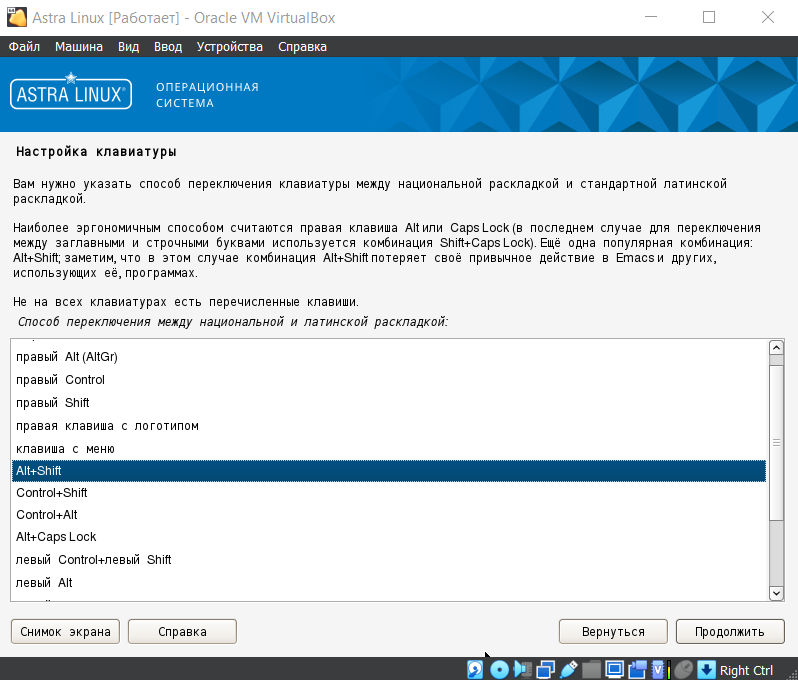 Astra Linux [Работает] - Oracle VM VirtualBox
Файл Машина Вид Ввод Устройства Справка
ASTRA LINUX® ОПЕРАЦИОННАЯ
СИСТЕМА
Настройка клавиатуры
Вам нужно указать способ переключения клавиатуры между национальной раскладкой и стандартной латинской
раскладкой.
Наиболее эргономичным способом считаются правая клавиша Alt или Caps Lock (в последнем случае для переключения
между заглавными и строчными буквами используется комбинация Shift+Caps Lock). Ещё одна популярная комбинация:
Alt+Shift; заметим, что в этом случае комбинация Alt+Shift потеряет своё привычное действие в Emacs и других,
использующих её, программах.
Не на всех клавиатурах есть перечисленные клавиши.
Способ переключения между национальной и латинской раскладкой:
правый Alt (AltGr)
правый Control
правый Shift
правая клавиша с логотипом
клавиша с меню
Alt+Shift
Control+Shift
Control+Alt
Alt+Caps Lock
левый Control+левый Shift
левый Alt
Снимок экрана Справка Вернуться Продолжить
Right Ctrl